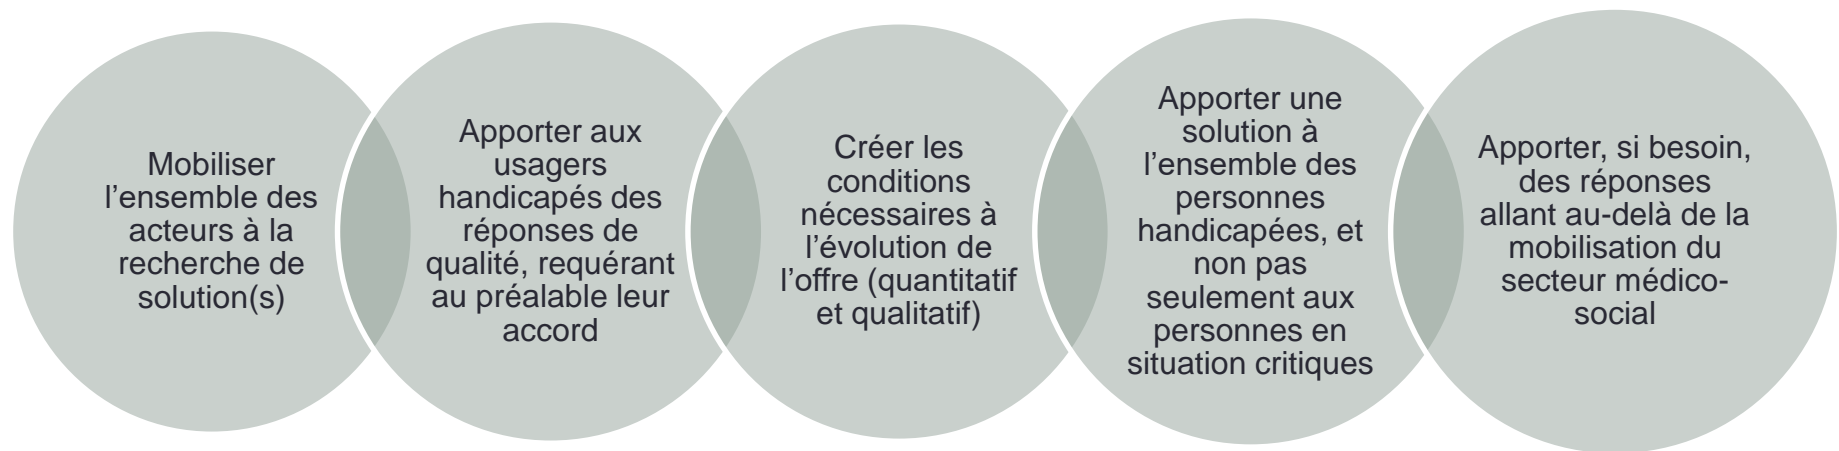 Mobiliser
l’ensemble des
acteurs à la
recherche de
solution(s)
Apporter aux
usagers
handicapés des
réponses de
qualité, requérant
au préalable leur
accord
Créer les
conditions
nécessaires à
l’évolution de
l’offre (quantitatif
et qualitatif)
Apporter une
solution à
l’ensemble des
personnes
handicapées, et
non pas
seulement aux
personnes en
situation critiques
Apporter, si besoin,
des réponses
allant au-delà de la
mobilisation du
secteur médico-
social